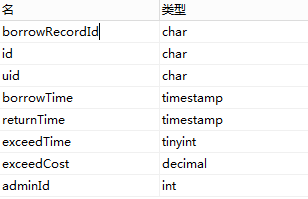 名 类型
borrowRecordId char
id char
uid char
borrowTime timestamp
returnTime timestamp
exceedTime tinyint
exceedCost decimal
adminId int